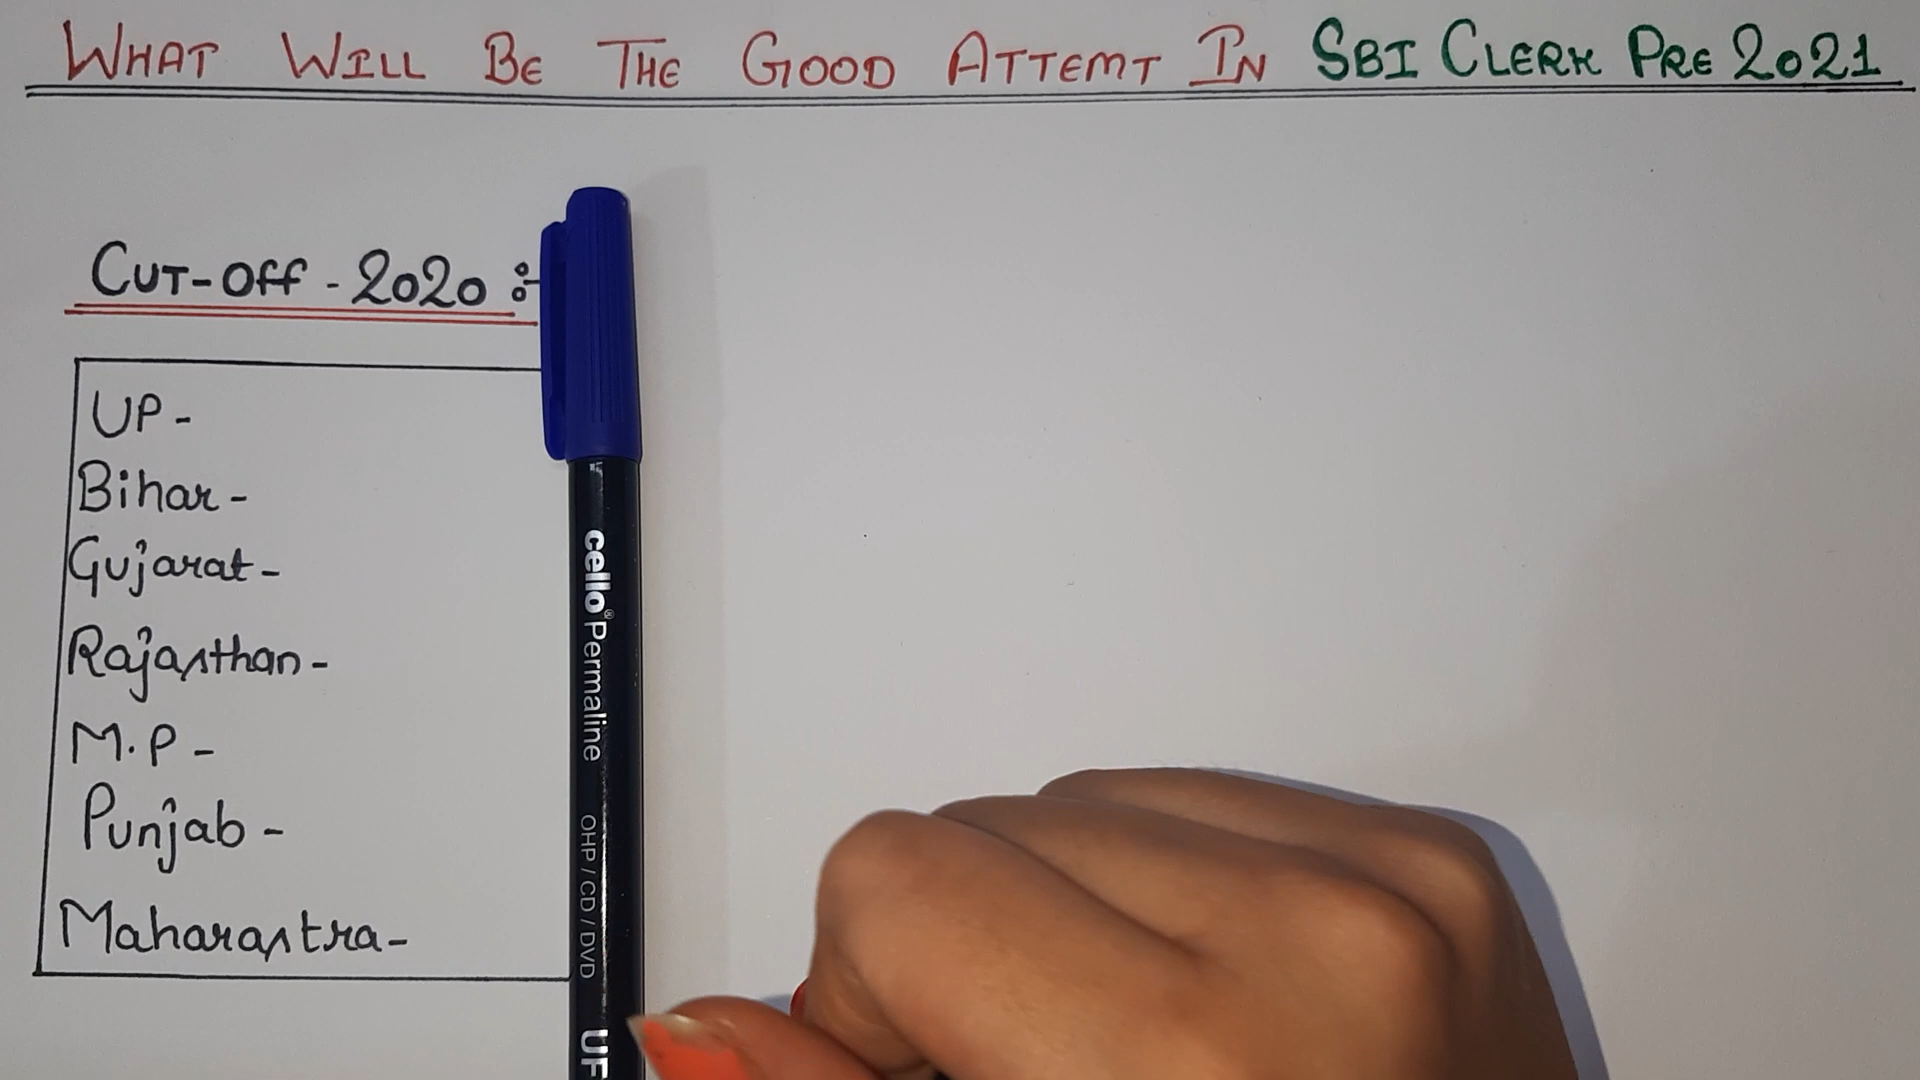 WHAT WILL BE THE GOOD ATTEMT IN SBI CLERK PRE 2021
CUT-OFF - 2020 :-
UP -
Bihar -
Gujarat -
Rajasthan -
M.P -
Punjab -
Maharastra -
cello® Permaline OHP / CD / DVD UF